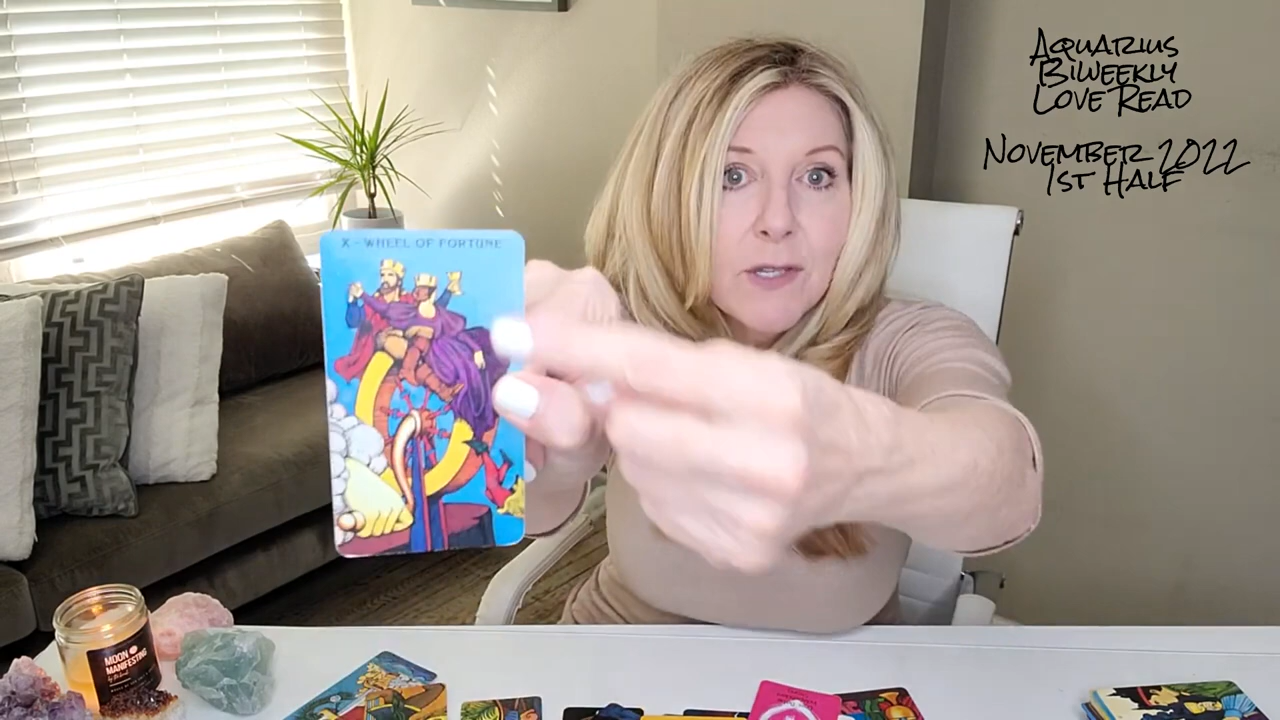 Aquarius
Biweekly
Love Read
November 2022
1st Half
X - WHEEL OF FORTUNE
MOON
MANIFESTING